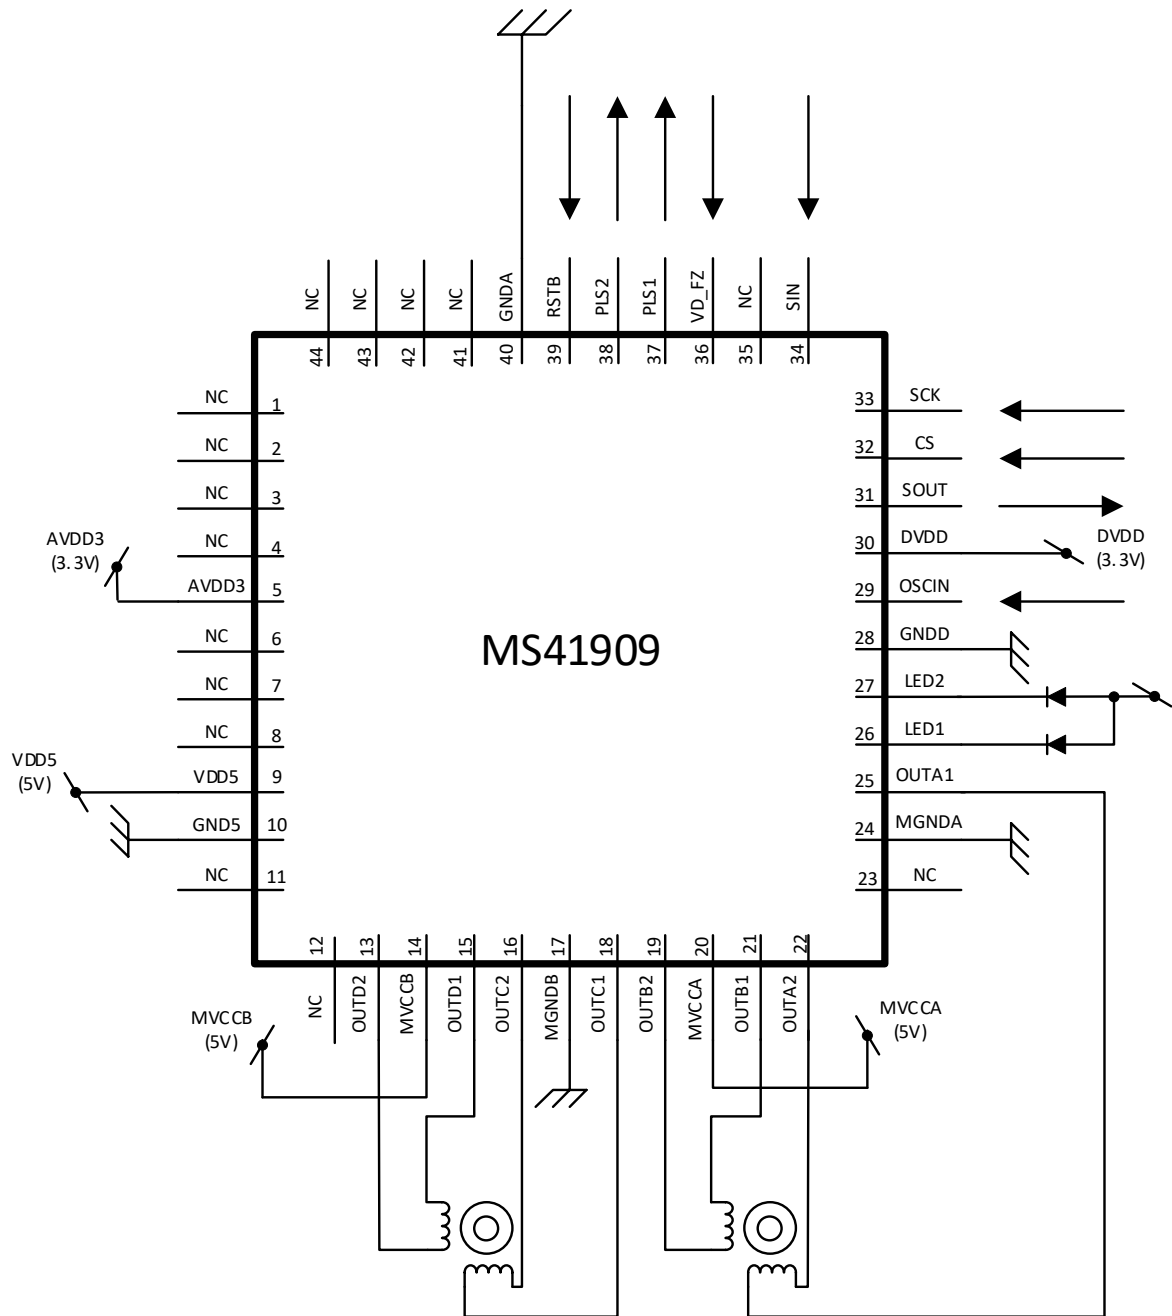 NC
NC
NC
NC
GNDA
RSTB
PLS2
PLS1
VD_FZ
NC
SIN
44
43
42
41
40
39
38
37
36
35
34
NC
1
NC
2
NC
3
NC
4
AVDD3
(3.3V)
AVDD3
5
NC
6
NC
7
NC
8
VDD5
(5V)
VDD5
9
GND5
10
NC
11
MS41909
33
SCK
32
CS
31
SOUT
30
DVDD
DVDD
(3.3V)
29
OSCIN
28
GNDD
27
LED2
26
LED1
25
OUTA1
24
MGNDA
23
NC
12
13
14
15
16
17
18
19
20
21
22
NC
OUTD2
MVCCB
OUTD1
OUTC2
MGNDB
OUTC1
OUTB2
MVCCA
OUTB1
OUTA2
MVCCB
(5V)
MVCCA
(5V)